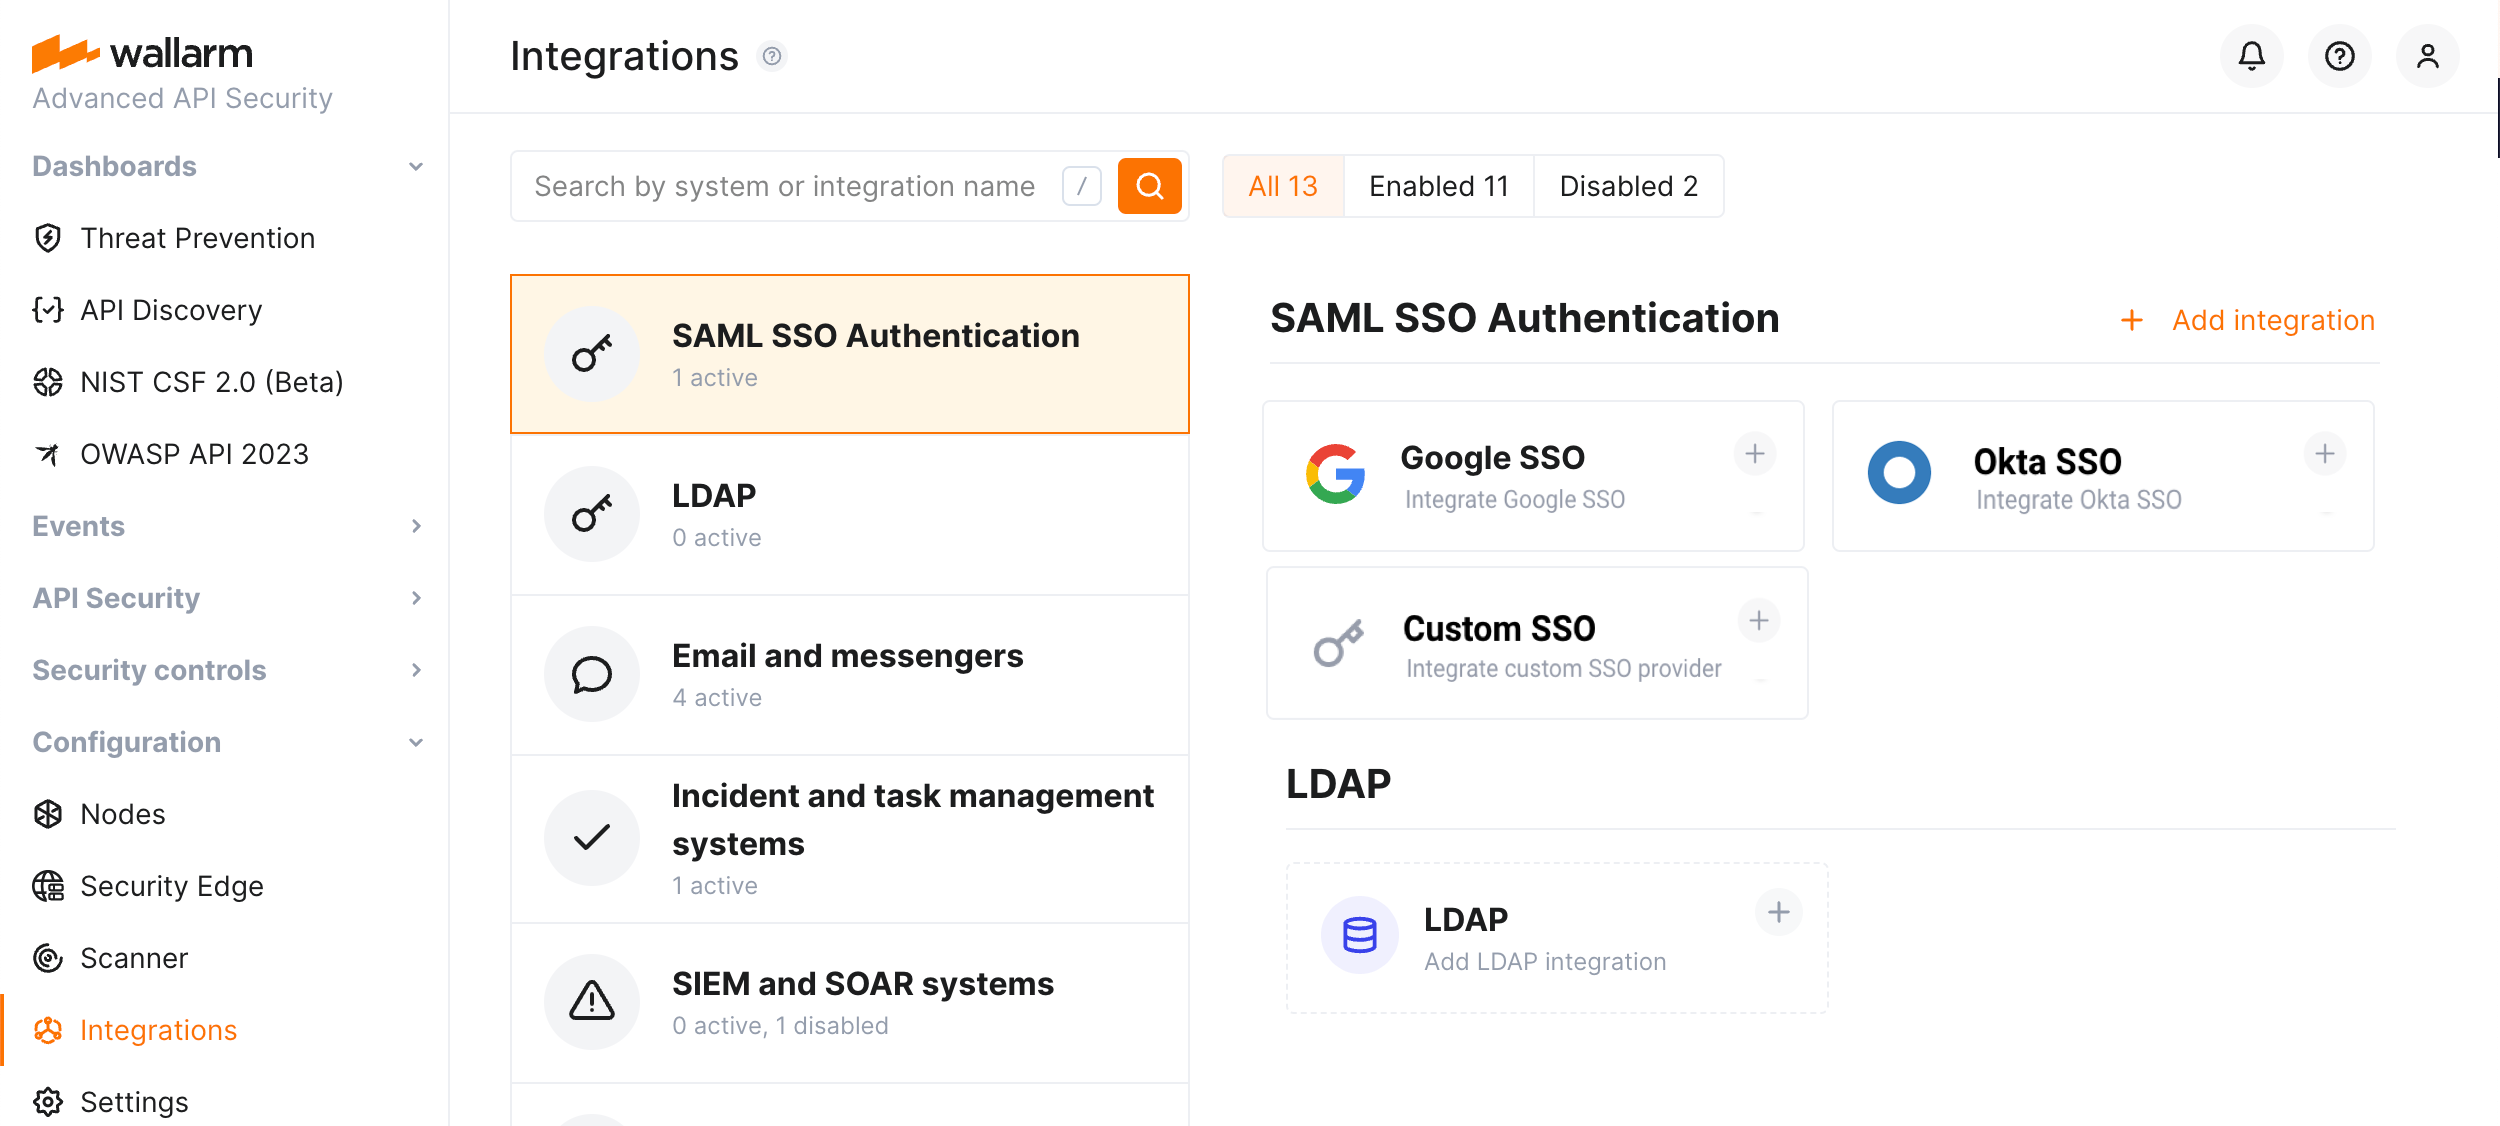 wallarm
Advanced API Security
Dashboards
Threat Prevention
API Discovery
NIST CSF 2.0 (Beta)
OWASP API 2023
Events
API Security
Security controls
Configuration
Nodes
Security Edge
Scanner
Integrations
Settings
Integrations
Search by system or integration name /
All 13 Enabled 11 Disabled 2
SAML SSO Authentication
1 active
LDAP
0 active
Email and messengers
4 active
Incident and task management
systems
1 active
SIEM and SOAR systems
0 active, 1 disabled
SAML SSO Authentication
+ Add integration
Google SSO
Integrate Google SSO
Okta SSO
Integrate Okta SSO
Custom SSO
Integrate custom SSO provider
LDAP
LDAP
Add LDAP integration